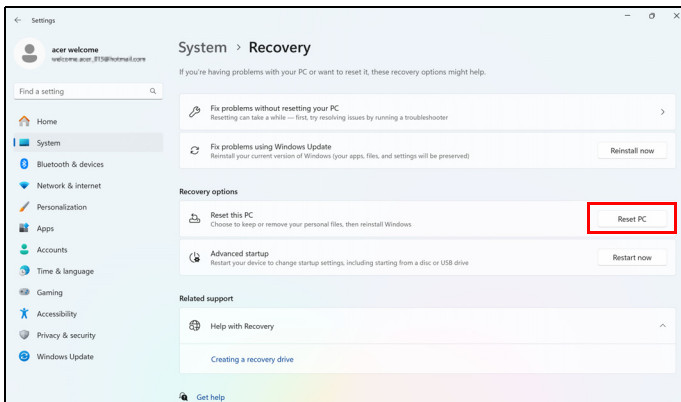 Settings
acer welcome
System > Recovery
If you're having problems with your PC or want to reset it, these recovery options might help.
Find a setting
Home
System
Bluetooth & devices
Network & internet
Personalization
Apps
Accounts
Time & language
Gaming
Accessibility
Privacy & security
Windows Update
Fix problems without resetting your PC
Resetting can take a while — first, try resolving issues by running a troubleshooter
Fix problems using Windows Update
Reinstall your current version of Windows (your apps, files, and settings will be preserved)
Reinstall now
Recovery options
Reset this PC
Choose to keep or remove your personal files, then reinstall Windows
Reset PC
Advanced startup
Restart your device to change startup settings, including starting from a disc or USB drive
Restart now
Related support
Help with Recovery
Creating a recovery drive
Get help